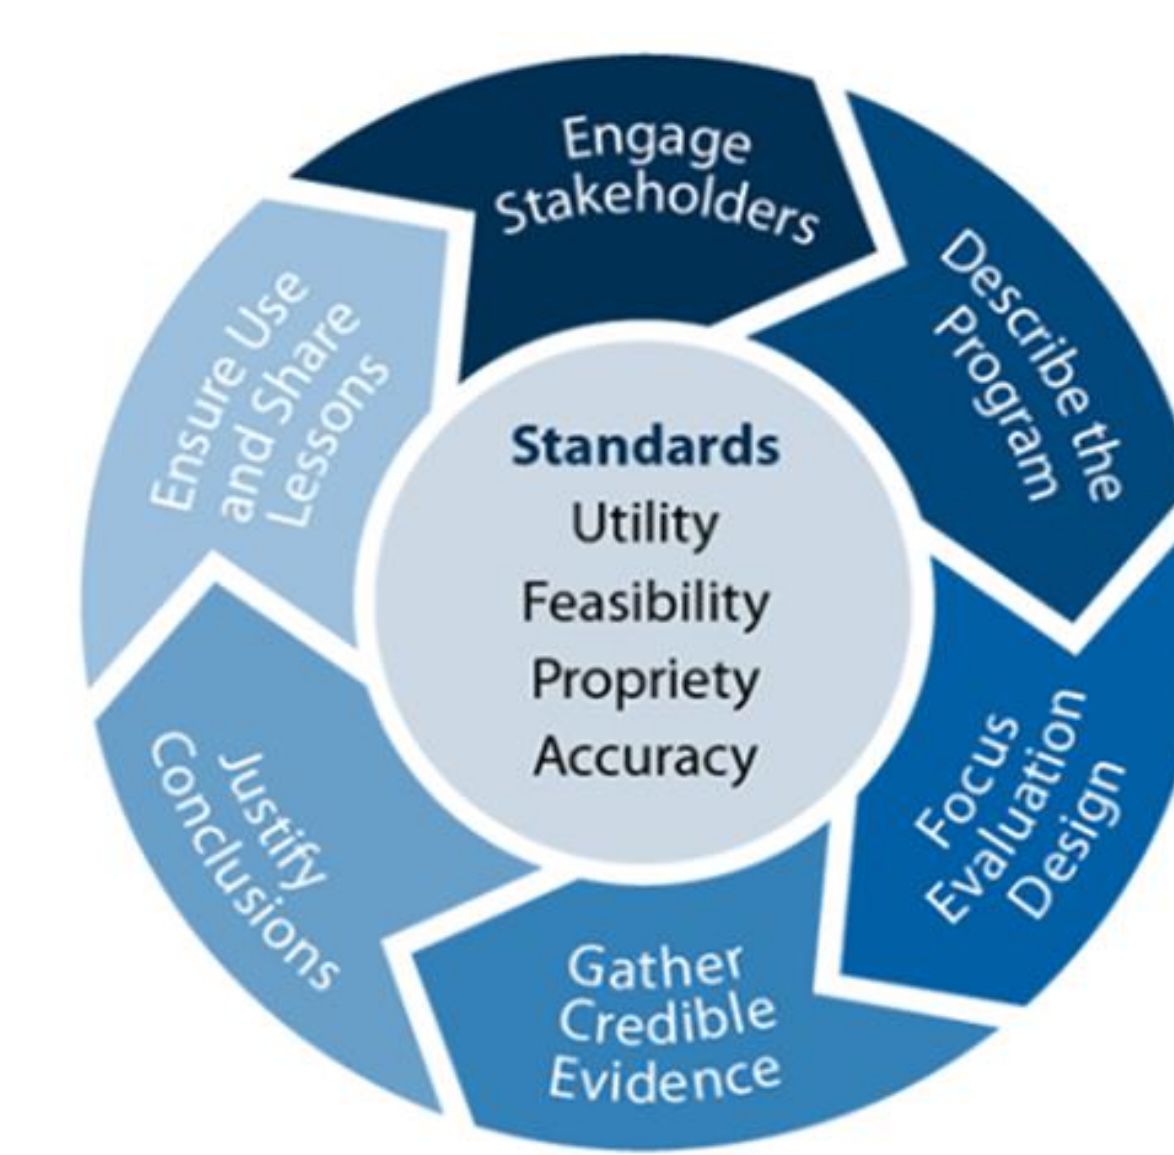 Engage
Stakeholders
Describe the
Program
Focus
Evaluation
Design
Gather
Credible
Evidence
Justify
Conclusions
Ensure Use
and Share
Lessons
Standards
Utility
Feasibility
Propriety
Accuracy